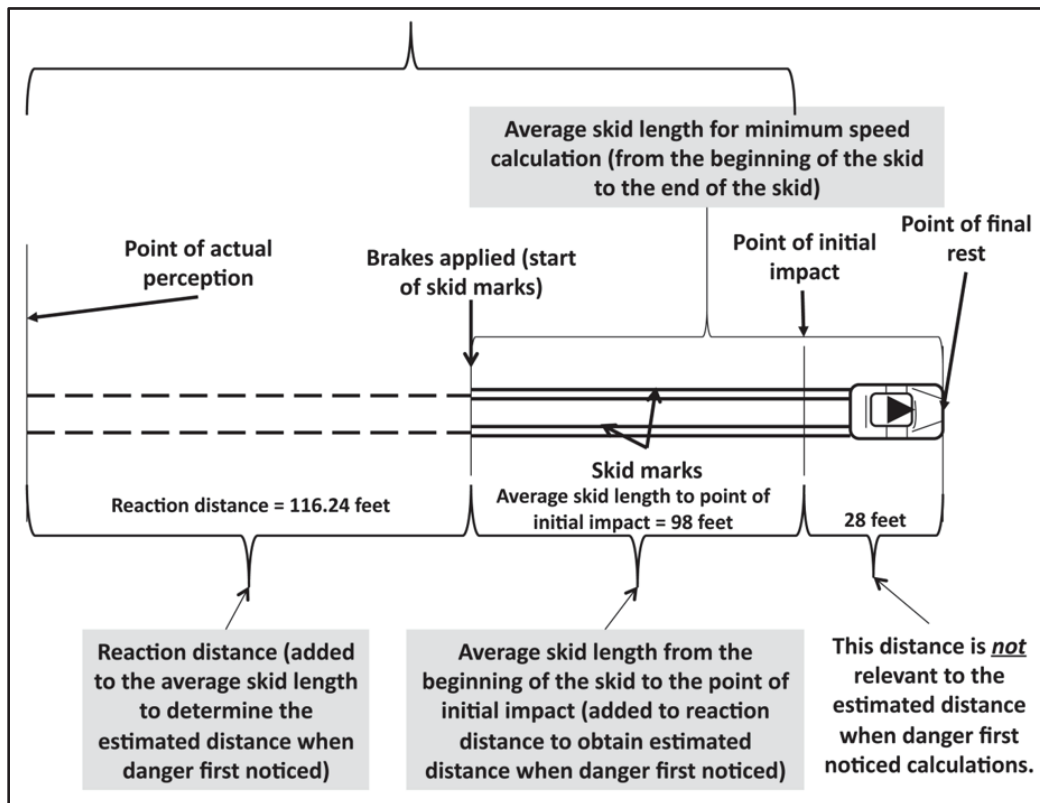 Average skid length for minimum speed
calculation (from the beginning of the skid
to the end of the skid)
Point of actual
perception
Brakes applied (start
of skid marks)
Point of initial
impact
Point of final
rest
Skid marks
Reaction distance = 116.24 feet
Average skid length to point of
initial impact = 98 feet
28 feet
Reaction distance (added
to the average skid length
to determine the
estimated distance when
danger first noticed)
Average skid length from the
beginning of the skid to the point of
initial impact (added to reaction
distance to obtain estimated
distance when danger first noticed)
This distance is not
relevant to the
estimated distance
when danger first
noticed calculations.